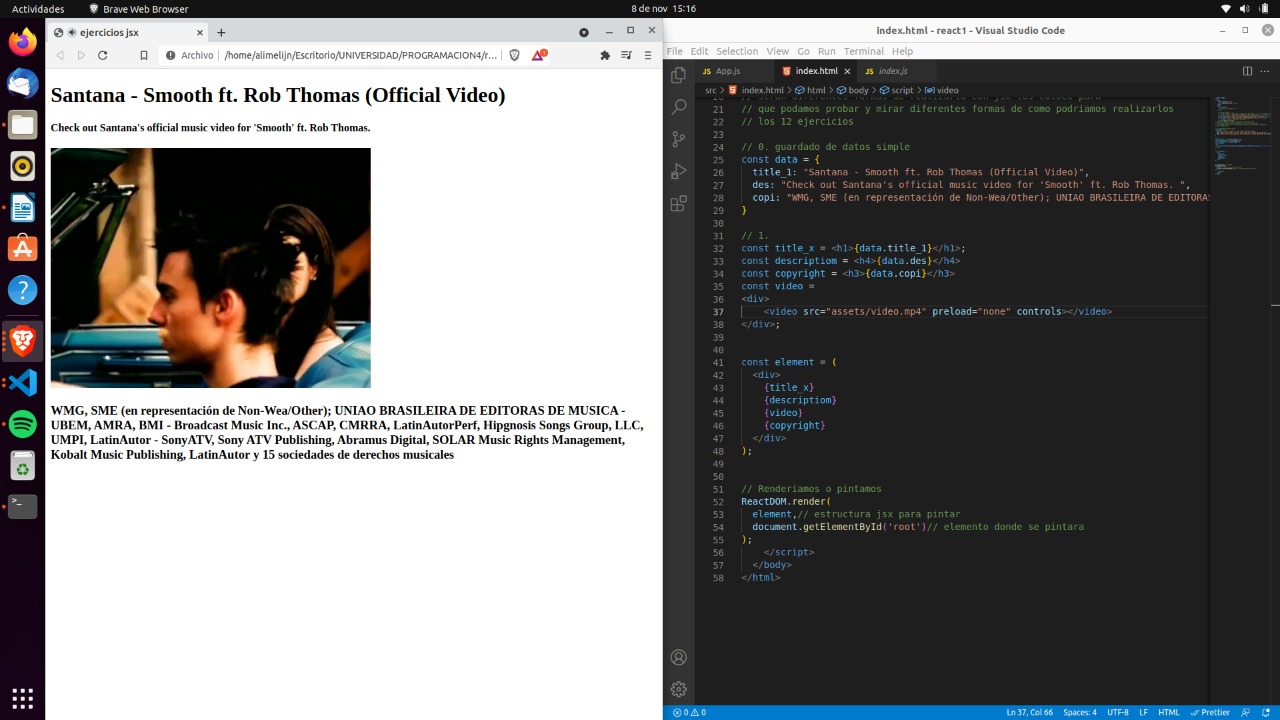 Actividades
Brave Web Browser
8 de nov 15:16
ejercicios jsx
Archivo
/home/alimelijn/Escritorio/UNIVERSIDAD/PROGRAMACION4/r...
1
Santana - Smooth ft. Rob Thomas (Official Video)
Check out Santana's official music video for 'Smooth' ft. Rob Thomas.
WMG, SME (en representación de Non-Wea/Other); UNIAO BRASILEIRA DE EDITORAS DE MUSICA -
UBEM, AMRA, BMI - Broadcast Music Inc., ASCAP, CMRRA, LatinAutorPerf, Hipgnosis Songs Group, LLC,
UMPI, LatinAutor - SonyATV, Sony ATV Publishing, Abramus Digital, SOLAR Music Rights Management,
Kobalt Music Publishing, LatinAutor y 15 sociedades de derechos musicales
index.html - react1 - Visual Studio Code
File Edit Selection View Go Run Terminal Help
JS App.js
index.html
JS index.js
src > index.html > html > body > script > video
21 // que podamos probar y mirar diferentes formas de como podriamos realizarlos
22 // los 12 ejercicios
23
24 // 0. guardado de datos simple
25 const data = {
26 title_1: "Santana - Smooth ft. Rob Thomas (Official Video)",
27 des: "Check out Santana's official music video for 'Smooth' ft. Rob Thomas. ",
28 copi: "WMG, SME (en representación de Non-Wea/Other); UNIAO BRASILEIRA DE EDITORAS
29 }
30
31 // 1.
32 const title_x = <h1>{data.title_1}</h1>;
33 const descriptiom = <h4>{data.des}</h4>
34 const copyright = <h3>{data.copi}</h3>
35 const video =
36 <div>
37 <video src="assets/video.mp4" preload="none" controls></video>
38 </div>;
39
40
41 const element = (
42 <div>
43 {title_x}
44 {descriptiom}
45 {video}
46 {copyright}
47 </div>
48 );
49
50
51 // Renderiamos o pintamos
52 ReactDOM.render(
53 element,// estructura jsx para pintar
54 document.getElementById('root')// elemento donde se pintara
55 );
56 </script>
57 </body>
58 </html>
0 0
Ln 37, Col 66 Spaces: 4 UTF-8 LF HTML Prettier